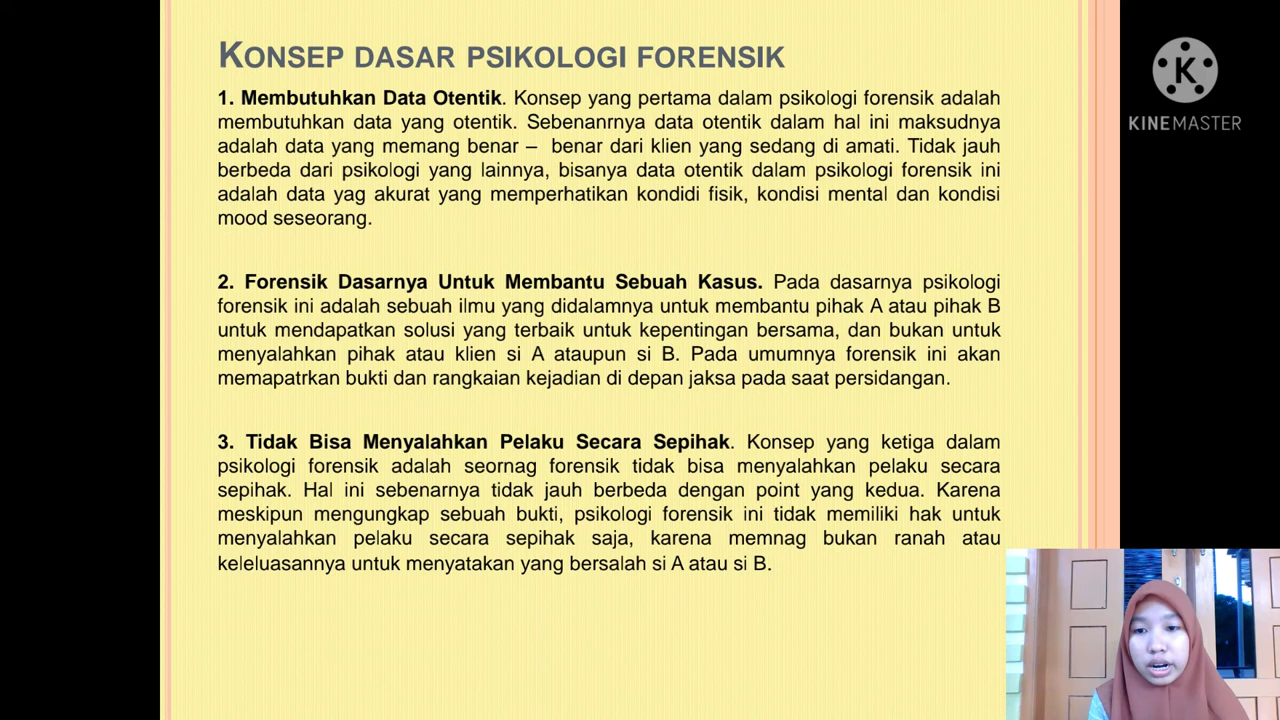 KONSEP DASAR PSIKOLOGI FORENSIK
1. Membutuhkan Data Otentik. Konsep yang pertama dalam psikologi forensik adalah
membutuhkan data yang otentik. Sebenanrnya data otentik dalam hal ini maksudnya
adalah data yang memang benar – benar dari klien yang sedang di amati. Tidak jauh
berbeda dari psikologi yang lainnya, bisanya data otentik dalam psikologi forensik ini
adalah data yag akurat yang memperhatikan kondidi fisik, kondisi mental dan kondisi
mood seseorang.
2. Forensik Dasarnya Untuk Membantu Sebuah Kasus. Pada dasarnya psikologi
forensik ini adalah sebuah ilmu yang didalamnya untuk membantu pihak A atau pihak B
untuk mendapatkan solusi yang terbaik untuk kepentingan bersama, dan bukan untuk
menyalahkan pihak atau klien si A ataupun si B. Pada umumnya forensik ini akan
memapatrkan bukti dan rangkaian kejadian di depan jaksa pada saat persidangan.
3. Tidak Bisa Menyalahkan Pelaku Secara Sepihak. Konsep yang ketiga dalam
psikologi forensik adalah seornag forensik tidak bisa menyalahkan pelaku secara
sepihak. Hal ini sebenarnya tidak jauh berbeda dengan point yang kedua. Karena
meskipun mengungkap sebuah bukti, psikologi forensik ini tidak memiliki hak untuk
menyalahkan pelaku secara sepihak saja, karena memnag bukan ranah atau
keleluasannya untuk menyatakan yang bersalah si A atau si B.
K
KINEMASTER